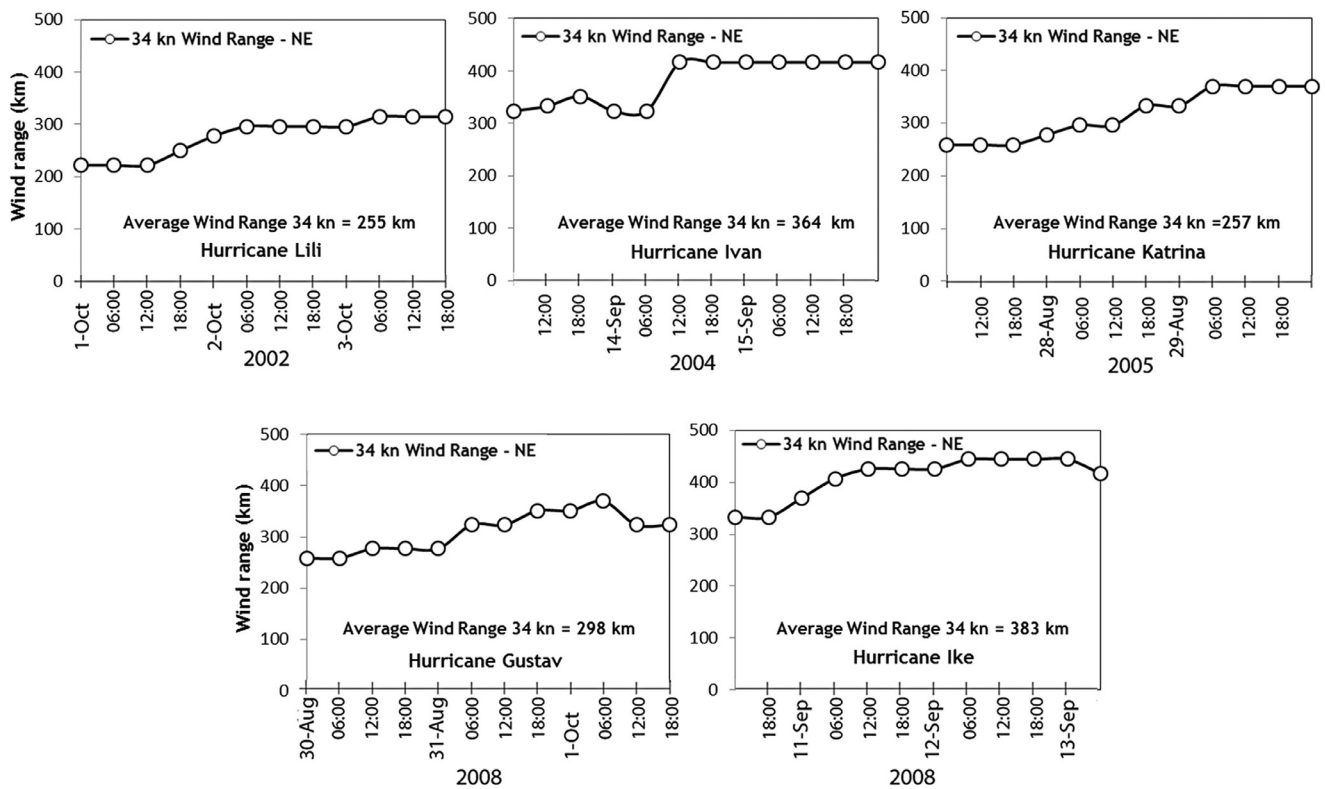 500
400
300
200
100
0
Wind range (km)
34 kn Wind Range - NE
Average Wind Range 34 kn = 255 km
Hurricane Lili
1-Oct
06:00
12:00
18:00
2-Oct
06:00
12:00
18:00
3-Oct
06:00
12:00
18:00
2002
500
400
300
200
100
0
34 kn Wind Range - NE
Average Wind Range 34 kn = 364 km
Hurricane Ivan
12:00
18:00
14-Sep
06:00
12:00
18:00
15-Sep
06:00
12:00
18:00
2004
500
400
300
200
100
0
34 kn Wind Range - NE
Average Wind Range 34 kn =257 km
Hurricane Katrina
12:00
18:00
28-Aug
06:00
12:00
18:00
29-Aug
06:00
12:00
18:00
2005
500
400
300
200
100
0
Wind range (km)
34 kn Wind Range - NE
Average Wind Range 34 kn = 298 km
Hurricane Gustav
30-Aug
06:00
12:00
18:00
31-Aug
06:00
12:00
18:00
1-Oct
06:00
12:00
18:00
2008
500
400
300
200
100
0
34 kn Wind Range - NE
Average Wind Range 34 kn = 383 km
Hurricane Ike
18:00
11-Sep
06:00
12:00
18:00
12-Sep
06:00
12:00
18:00
13-Sep
2008